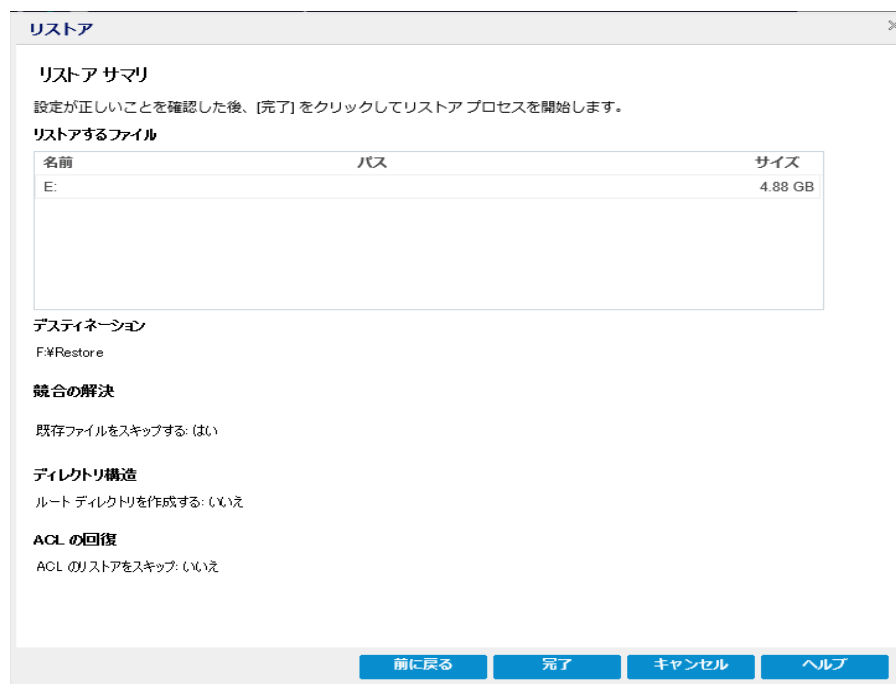 リストア
リストア サマリ
設定が正しいことを確認した後、[完了] をクリックしてリストア プロセスを開始します。
リストアするファイル
名前 パス サイズ
E: 4.88 GB
デスティネーション
F:¥Restore
競合の解決
既存ファイルをスキップする: はい
ディレクトリ構造
ルート ディレクトリを作成する: いいえ
ACL の回復
ACL のリストアをスキップ: いいえ
前に戻る 完了 キャンセル ヘルプ